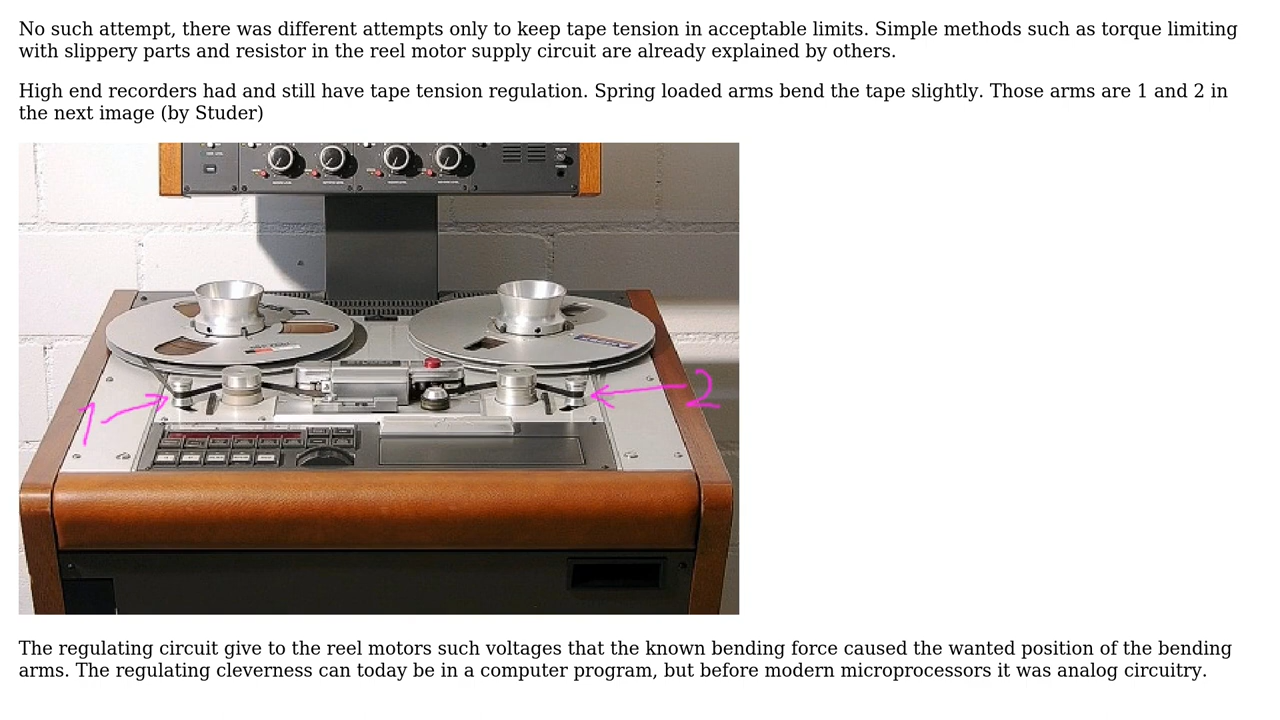 No such attempt, there was different attempts only to keep tape tension in acceptable limits. Simple methods such as torque limiting
with slippery parts and resistor in the reel motor supply circuit are already explained by others.
High end recorders had and still have tape tension regulation. Spring loaded arms bend the tape slightly. Those arms are 1 and 2 in
the next image (by Studer)
1
2
The regulating circuit give to the reel motors such voltages that the known bending force caused the wanted position of the bending
arms. The regulating cleverness can today be in a computer program, but before modern microprocessors it was analog circuitry.